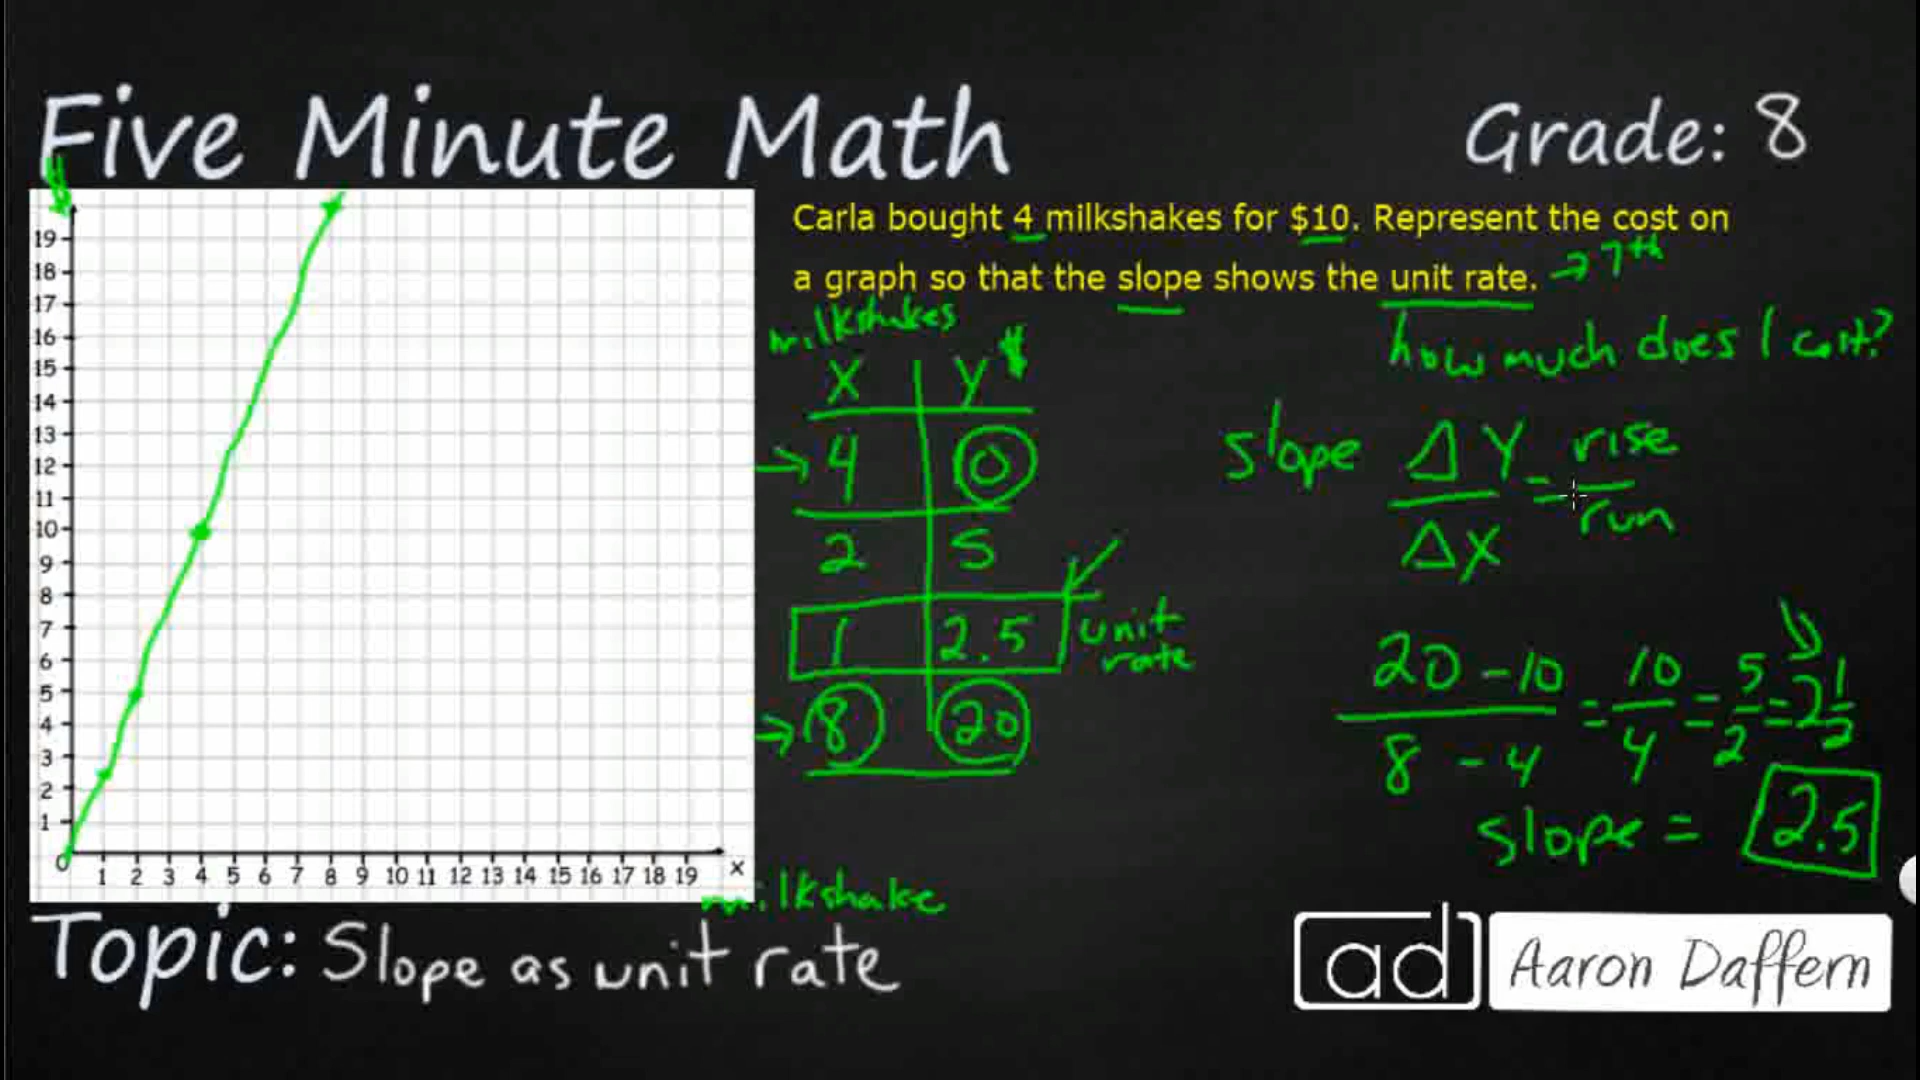 Five Minute Math
Grade: 8
$
Carla bought 4 milkshakes for $10. Represent the cost on
a graph so that the slope shows the unit rate. → 7th
how much does 1 cost?
milkshakes
X Y $
→ 4 10
2 5
1 2.5 unit rate
→ 8 20
slope ΔY/ΔX = rise/run
20 - 10 / 8 - 4 = 10/4 = 5/2 = 2 1/2
slope = 2.5
19
18
17
16
15
14
13
12
11
10
9
8
7
6
5
4
3
2
1
0 1 2 3 4 5 6 7 8 9 10 11 12 13 14 15 16 17 18 19 x
milkshake
Topic: Slope as unit rate
ad Aaron Daffern